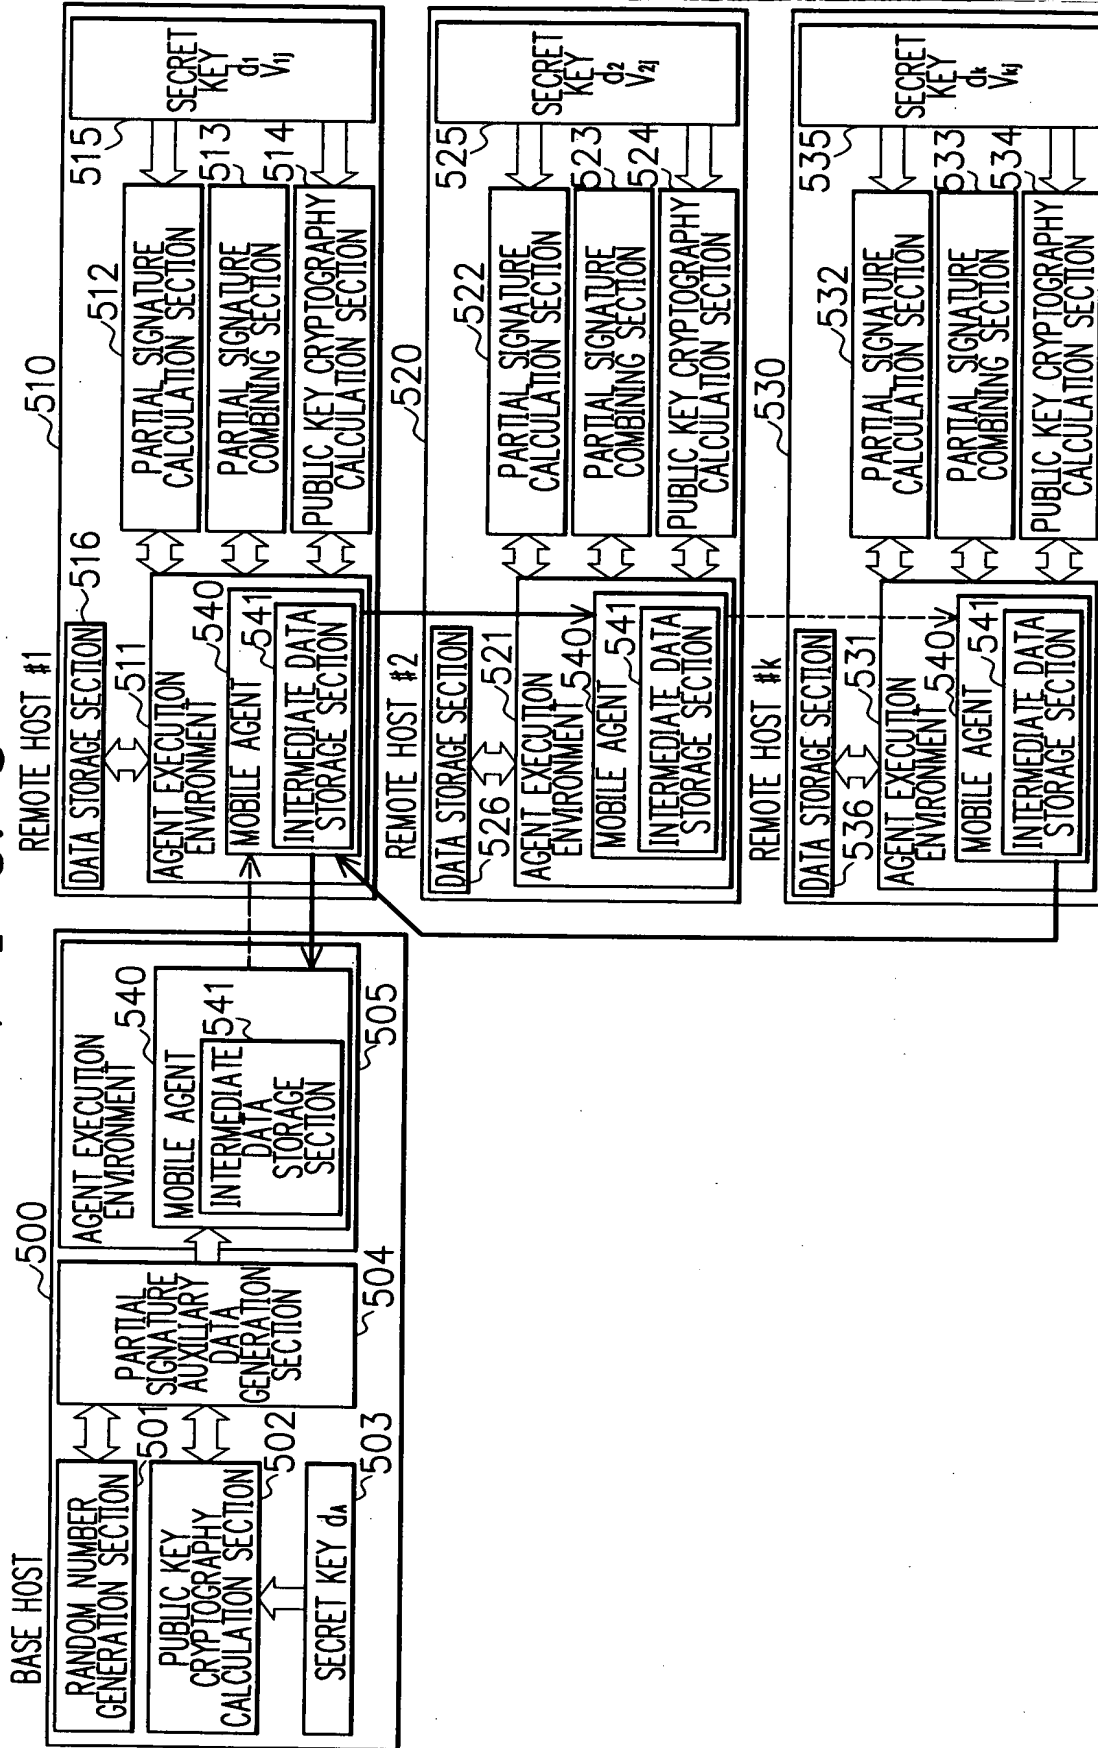 BASE HOST
500
RANDOM NUMBER
GENERATION SECTION
501
PUBLIC KEY
CRYPTOGRAPHY
CALCULATION SECTION
502
SECRET KEY dA
503
PARTIAL
SIGNATURE
AUXILIARY
DATA
GENERATION
SECTION
504
AGENT EXECUTION
ENVIRONMENT
540
MOBILE AGENT
541
INTERMEDIATE
DATA
STORAGE
SECTION
505
REMOTE HOST #1
510
DATA STORAGE SECTION
516
511
AGENT EXECUTION
ENVIRONMENT
540
MOBILE AGENT
541
INTERMEDIATE DATA
STORAGE SECTION
512
PARTIAL SIGNATURE
CALCULATION SECTION
513
PARTIAL SIGNATURE
COMBINING SECTION
514
PUBLIC KEY CRYPTOGRAPHY
CALCULATION SECTION
515
SECRET
KEY
d1
V1j
REMOTE HOST #2
520
DATA STORAGE SECTION
526
521
AGENT EXECUTION
ENVIRONMENT
540
MOBILE AGENT
541
INTERMEDIATE DATA
STORAGE SECTION
522
PARTIAL SIGNATURE
CALCULATION SECTION
523
PARTIAL SIGNATURE
COMBINING SECTION
524
PUBLIC KEY CRYPTOGRAPHY
CALCULATION SECTION
525
SECRET
KEY
d2
V2j
REMOTE HOST #k
530
DATA STORAGE SECTION
536
531
AGENT EXECUTION
ENVIRONMENT
540
MOBILE AGENT
541
INTERMEDIATE DATA
STORAGE SECTION
532
PARTIAL SIGNATURE
CALCULATION SECTION
533
PARTIAL SIGNATURE
COMBINING SECTION
534
PUBLIC KEY CRYPTOGRAPHY
CALCULATION SECTION
535
SECRET
KEY
dk
Vkj